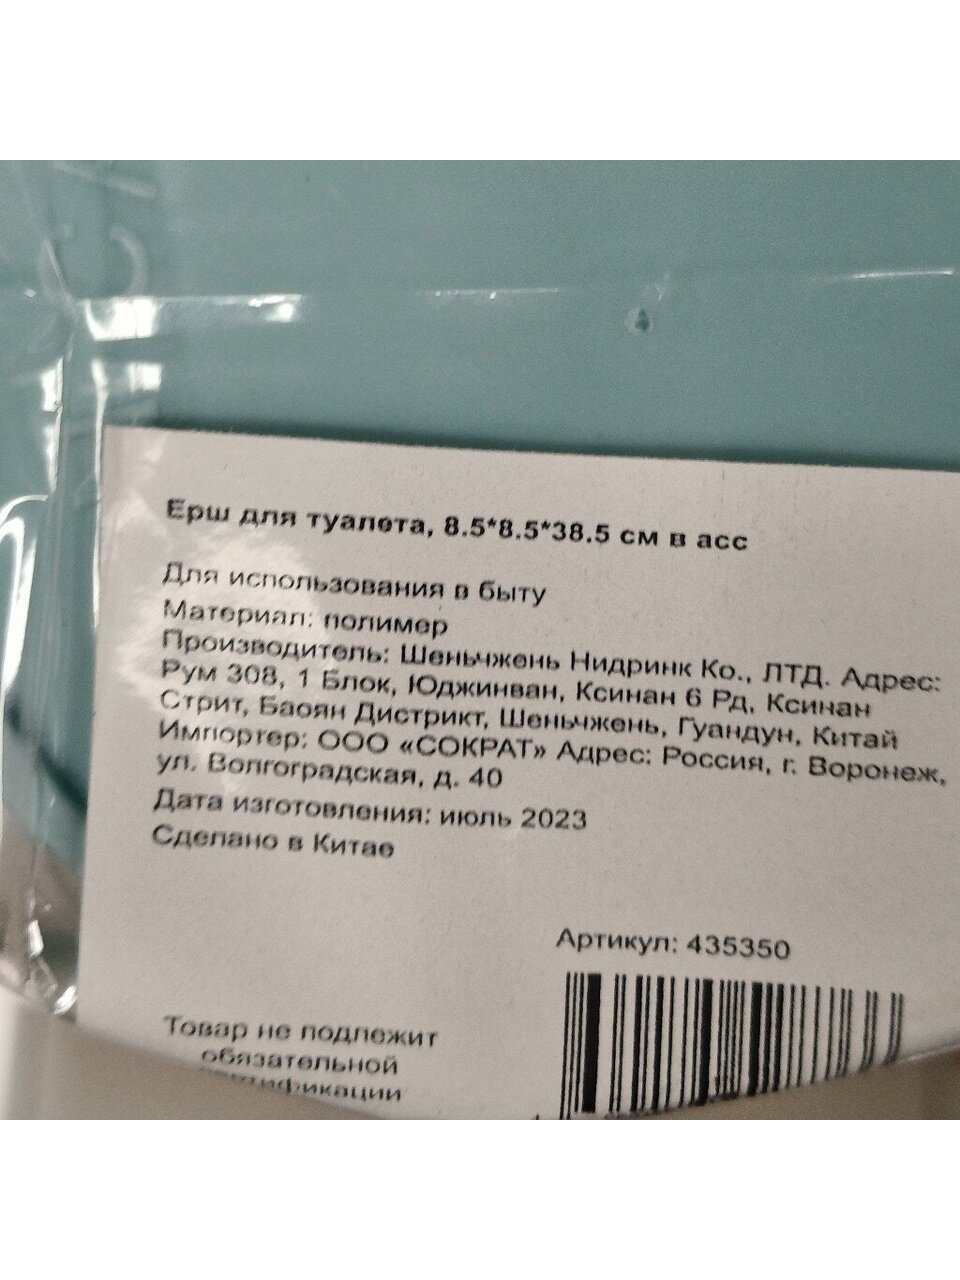 Ерш для туалета, 8.5*8.5*38.5 см в асс
Для использования в быту
Материал: полимер
Производитель: Шеньчжень Нидринк Ко., ЛТД. Адрес:
Рум 308, 1 Блок, Юджинван, Ксинан 6 Рд, Ксинан
Стрит, Баоян Дистрикт, Шеньчжень, Гуандун, Китай
Импортер: ООО «СОКРАТ» Адрес: Россия, г. Воронеж,
ул. Волгоградская, д. 40
Дата изготовления: июль 2023
Сделано в Китае
Артикул: 435350
Товар не подлежит
обязательной
сертификации